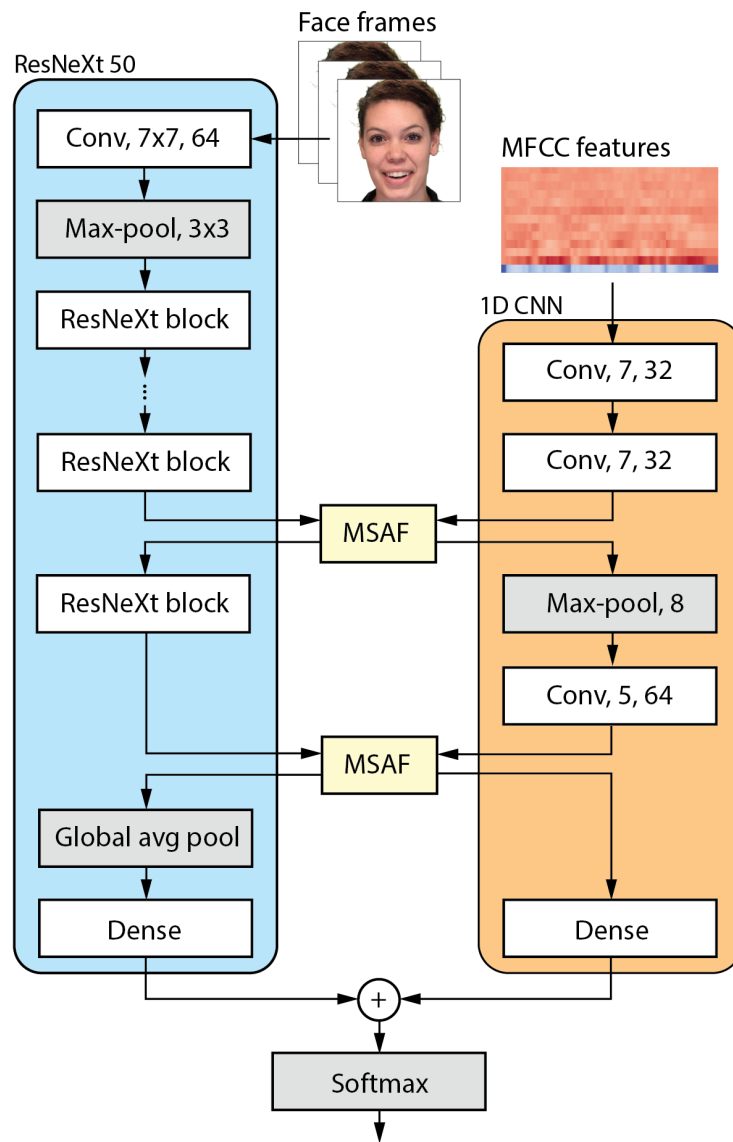 Face frames
ResNeXt 50
Conv, 7x7, 64
MFCC features
Max-pool, 3x3
ResNeXt block
1D CNN
Conv, 7, 32
...
ResNeXt block
Conv, 7, 32
MSAF
ResNeXt block
Max-pool, 8
Conv, 5, 64
MSAF
Global avg pool
Dense
Dense
+
Softmax